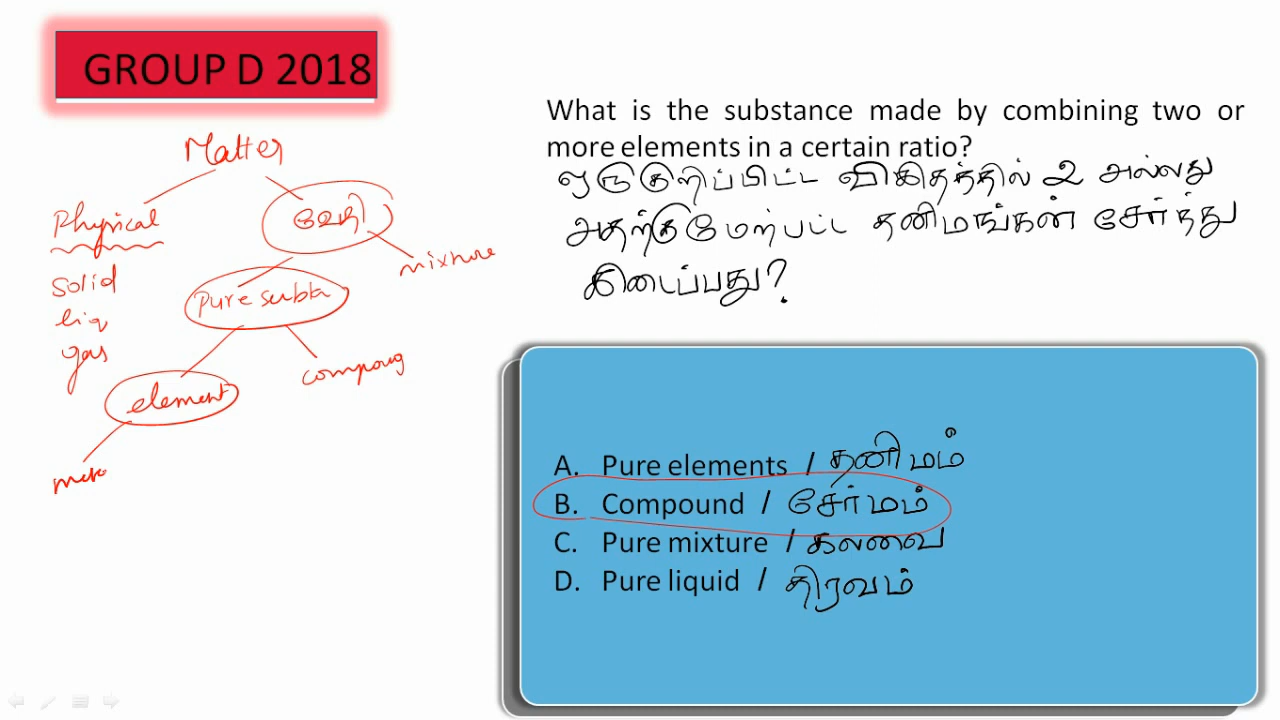 GROUP D 2018
What is the substance made by combining two or
more elements in a certain ratio?
ஒரு குறிப்பிட்ட விகிதத்தில் 2 அல்லது
அதற்கு மேற்பட்ட தனிமங்கள் சேர்ந்து
கிடைப்பது?
Matter
Physical
வேதி
mixture
Solid
liq
gas
pure subta
compoug
element
A. Pure elements / தனிமம்
B. Compound / சேர்மம்
C. Pure mixture / கலவை
D. Pure liquid / திரவம்